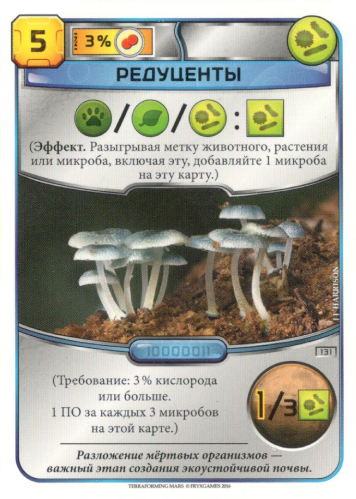 5
3 %
РЕДУЦЕНТЫ
/ / :
(Эффект. Разыгрывая метку животного, растения
или микроба, включая эту, добавляйте 1 микроба
на эту карту.)
J. HARRISON
10000011
131
(Требование: 3 % кислорода
или больше.
1 ПО за каждых 3 микробов
на этой карте.)
1/3
Разложение мёртвых организмов —
важный этап создания экоустойчивой почвы.
TERRAFORMING MARS © FRYXGAMES 2016